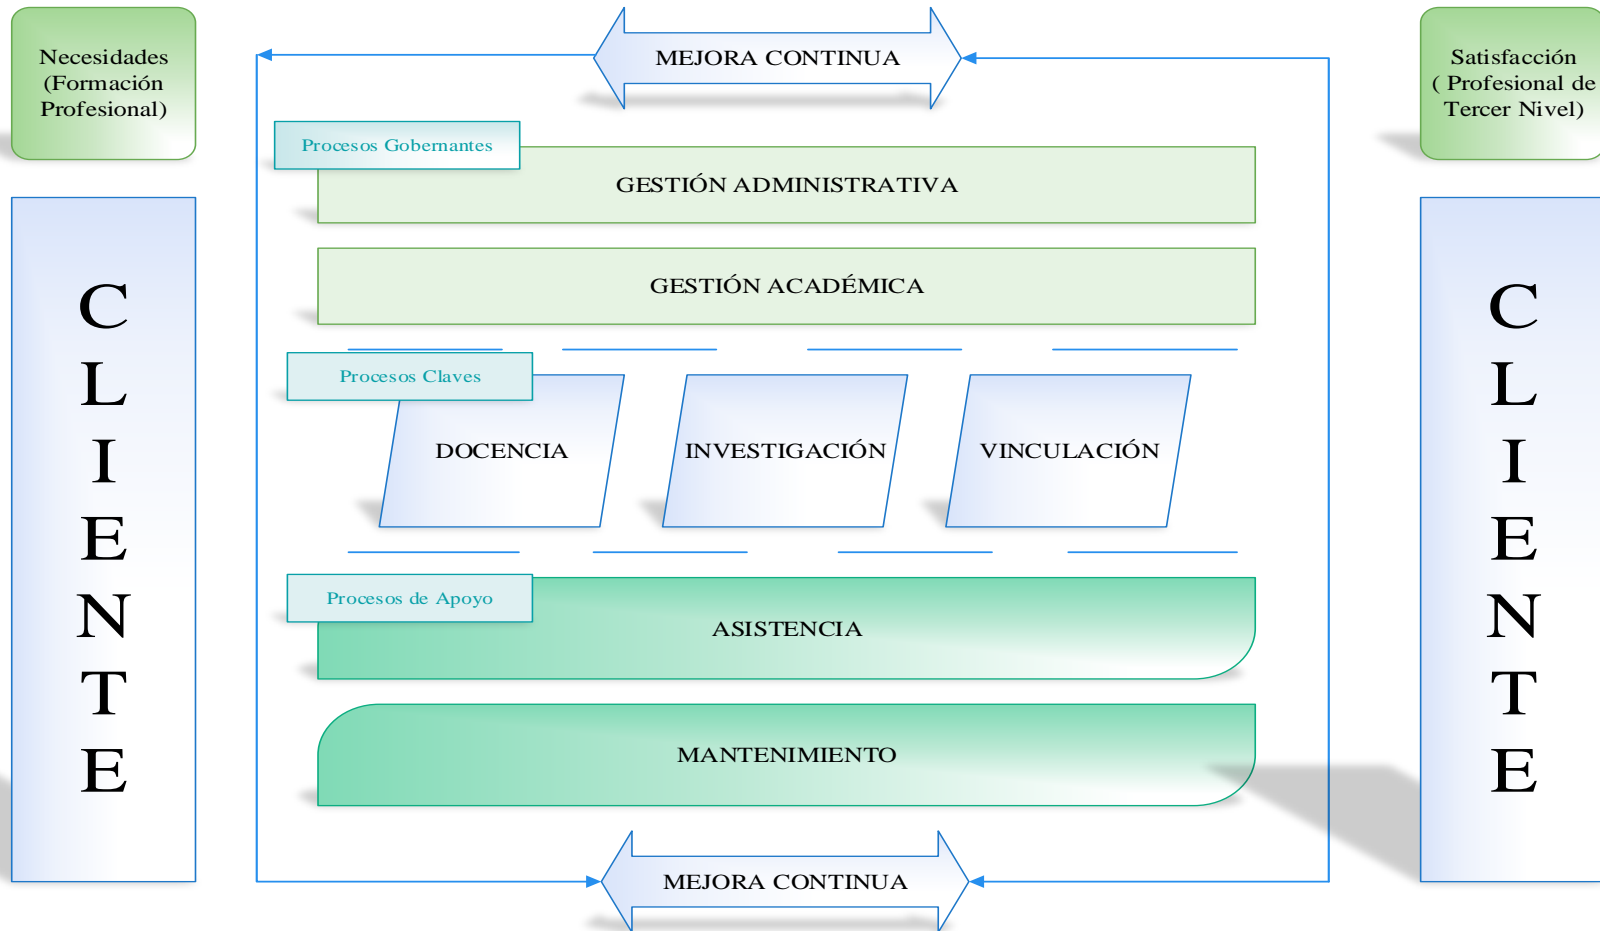 Necesidades
(Formación
Profesional)
C
L
I
E
N
T
E
MEJORA CONTINUA
Procesos Gobernantes
GESTIÓN ADMINISTRATIVA
GESTIÓN ACADÉMICA
Procesos Claves
DOCENCIA
INVESTIGACIÓN
VINCULACIÓN
Procesos de Apoyo
ASISTENCIA
MANTENIMIENTO
MEJORA CONTINUA
Satisfacción
( Profesional de
Tercer Nivel)
C
L
I
E
N
T
E